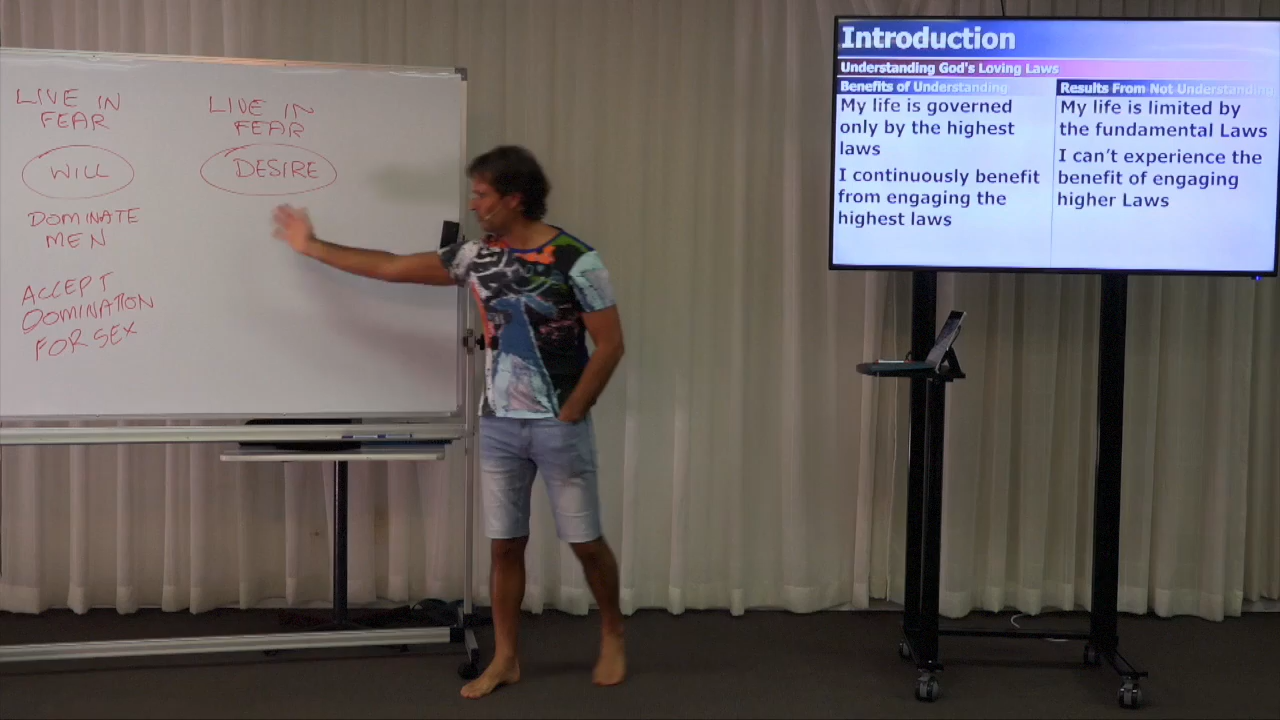 LIVE IN
FEAR
WILL
DOMINATE
MEN
ACCEPT
DOMINATION
FOR SEX
LIVE IN
FEAR
DESIRE
Introduction
Understanding God's Loving Laws
Benefits of Understanding
My life is governed
only by the highest
laws
I continuously benefit
from engaging the
highest laws
Results From Not Understanding
My life is limited by
the fundamental Laws
I can't experience the
benefit of engaging
higher Laws